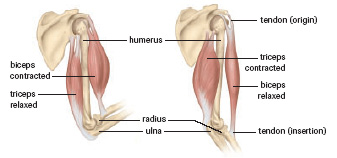 tendon (origin)
humerus
triceps
contracted
biceps
contracted
biceps
relaxed
triceps
relaxed
radius
ulna
tendon (insertion)